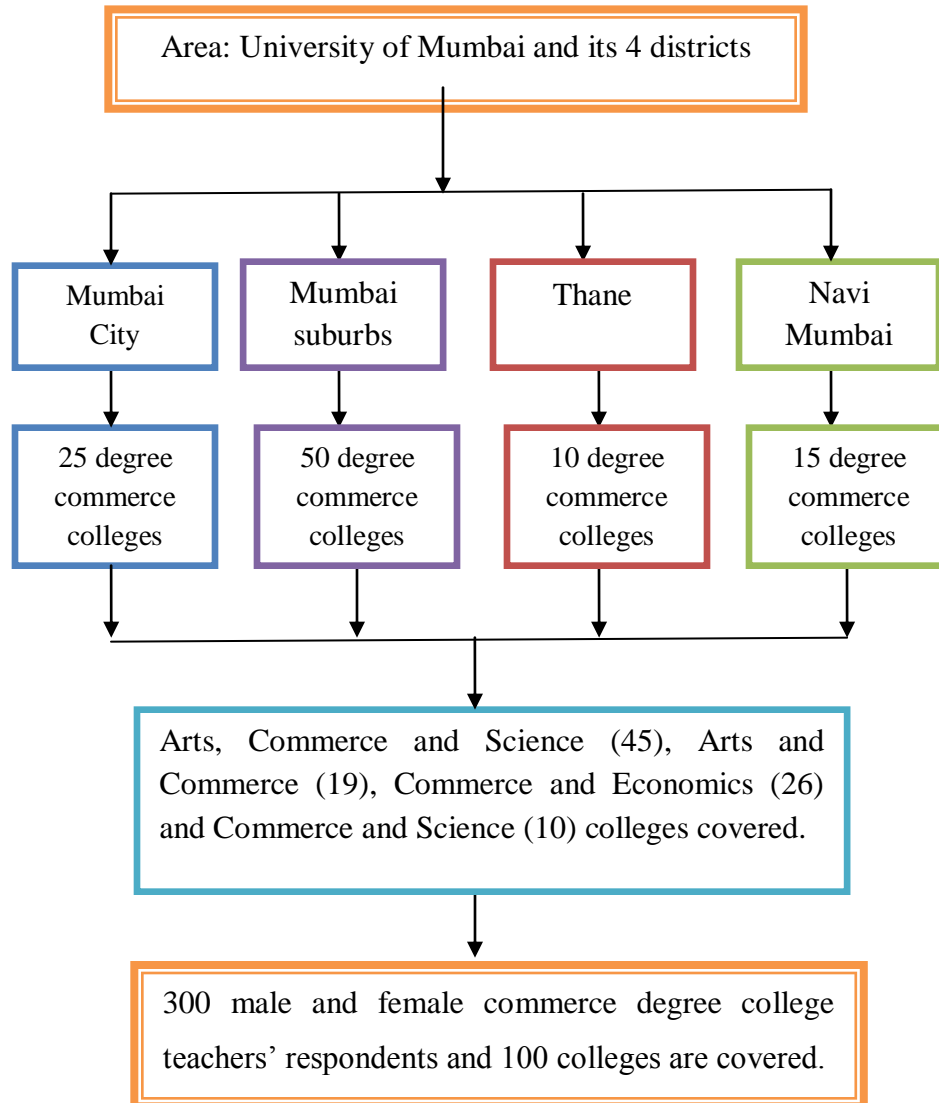 Area: University of Mumbai and its 4 districts
Mumbai
City
Mumbai
suburbs
Thane
Navi
Mumbai
25 degree
commerce
colleges
50 degree
commerce
colleges
10 degree
commerce
colleges
15 degree
commerce
colleges
Arts, Commerce and Science (45), Arts and
Commerce (19), Commerce and Economics (26)
and Commerce and Science (10) colleges covered.
300 male and female commerce degree college
teachers’ respondents and 100 colleges are covered.